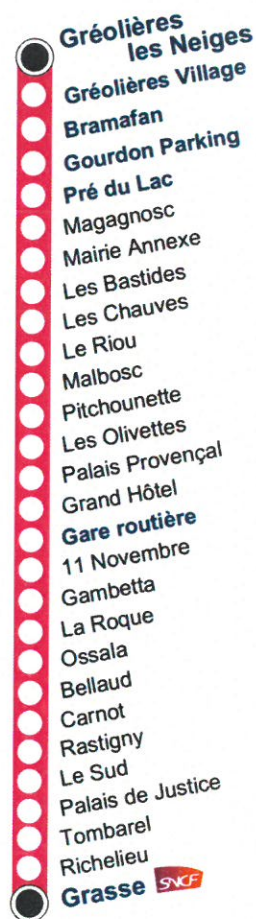 Gréolières
les Neiges
Gréolières Village
Bramafan
Gourdon Parking
Pré du Lac
Magagnosc
Mairie Annexe
Les Bastides
Les Chauves
Le Riou
Malbosc
Pitchounette
Les Olivettes
Palais Provençal
Grand Hôtel
Gare routière
11 Novembre
Gambetta
La Roque
Ossala
Bellaud
Carnot
Rastigny
Le Sud
Palais de Justice
Tombarel
Richelieu
Grasse SNCF